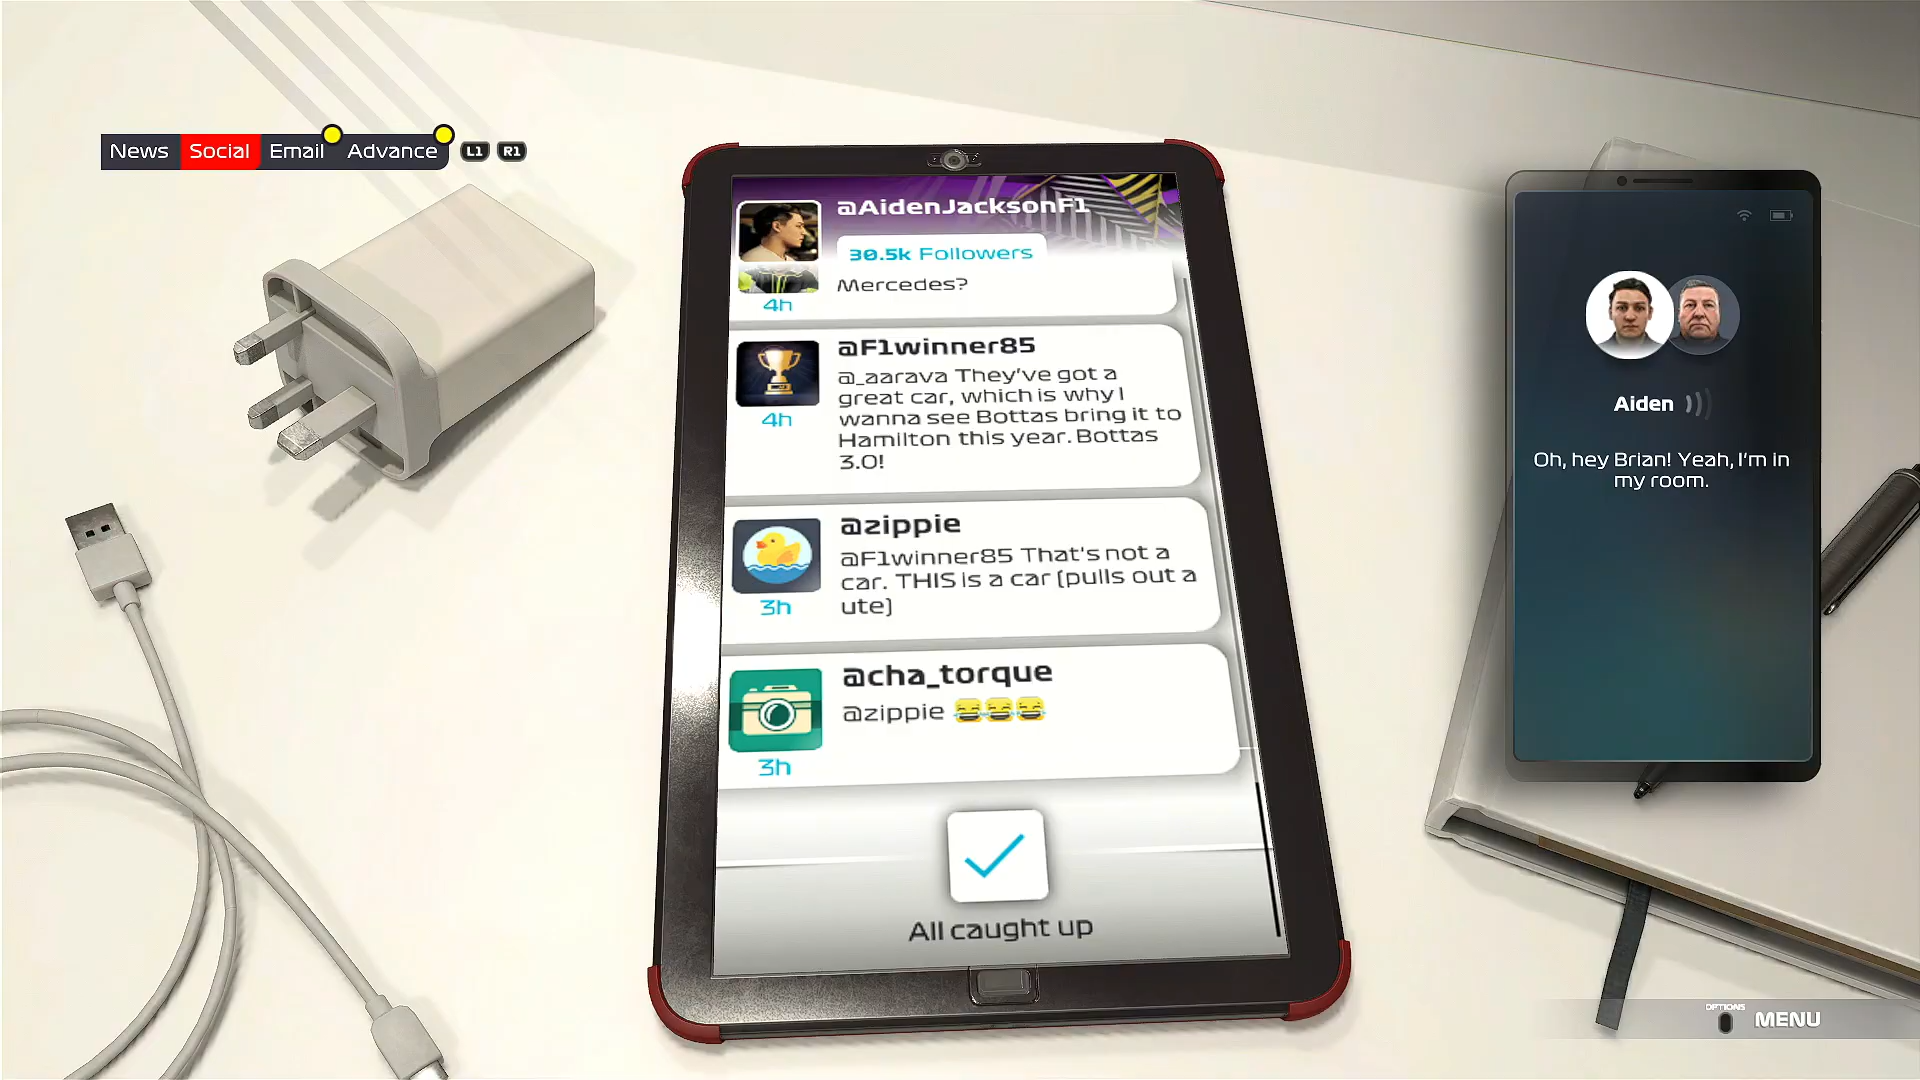 News Social Email Advance L1 R1
@AidenJacksonF1
30.5k Followers
Mercedes?
4h
@F1winner85
@_aarava They've got a
great car, which is why I
wanna see Bottas bring it to
Hamilton this year. Bottas
3.0!
4h
@zippie
@F1winner85 That's not a
car. THIS is a car (pulls out a
ute)
3h
@cha_torque
@zippie 😂😂😂
3h
All caught up
Aiden
Oh, hey Brian! Yeah, I'm in
my room.
OPTIONS
MENU